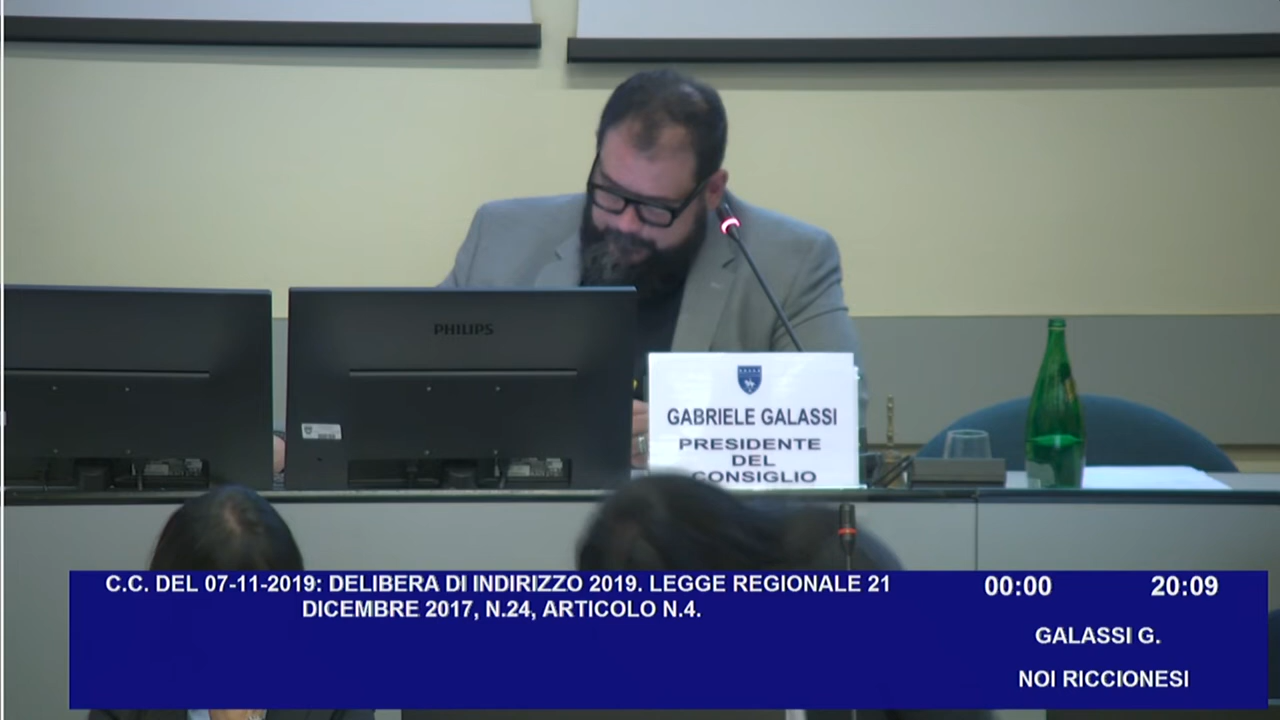 PHILIPS
GABRIELE GALASSI
PRESIDENTE
DEL
CONSIGLIO
C.C. DEL 07-11-2019: DELIBERA DI INDIRIZZO 2019. LEGGE REGIONALE 21
DICEMBRE 2017, N.24, ARTICOLO N.4.
00:00
20:09
GALASSI G.
NOI RICCIONESI